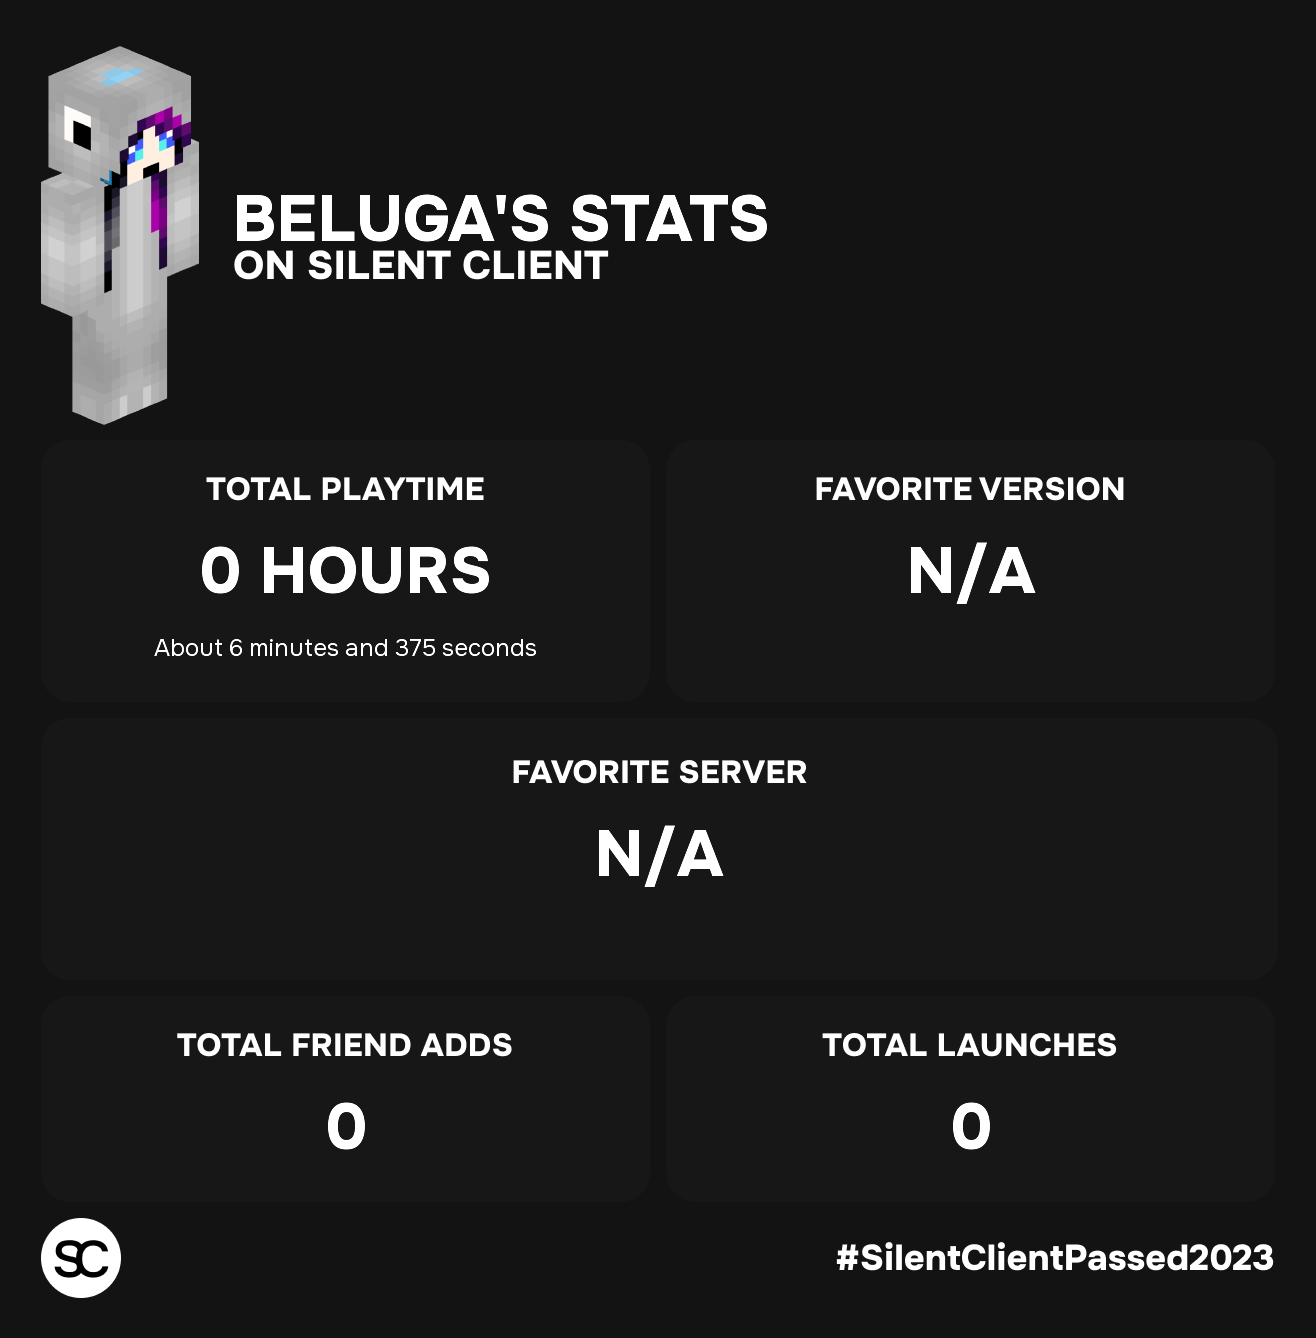 BELUGA'S STATS
ON SILENT CLIENT
TOTAL PLAYTIME
0 HOURS
About 6 minutes and 375 seconds
FAVORITE VERSION
N/A
FAVORITE SERVER
N/A
TOTAL FRIEND ADDS
0
TOTAL LAUNCHES
0
SC
#SilentClientPassed2023